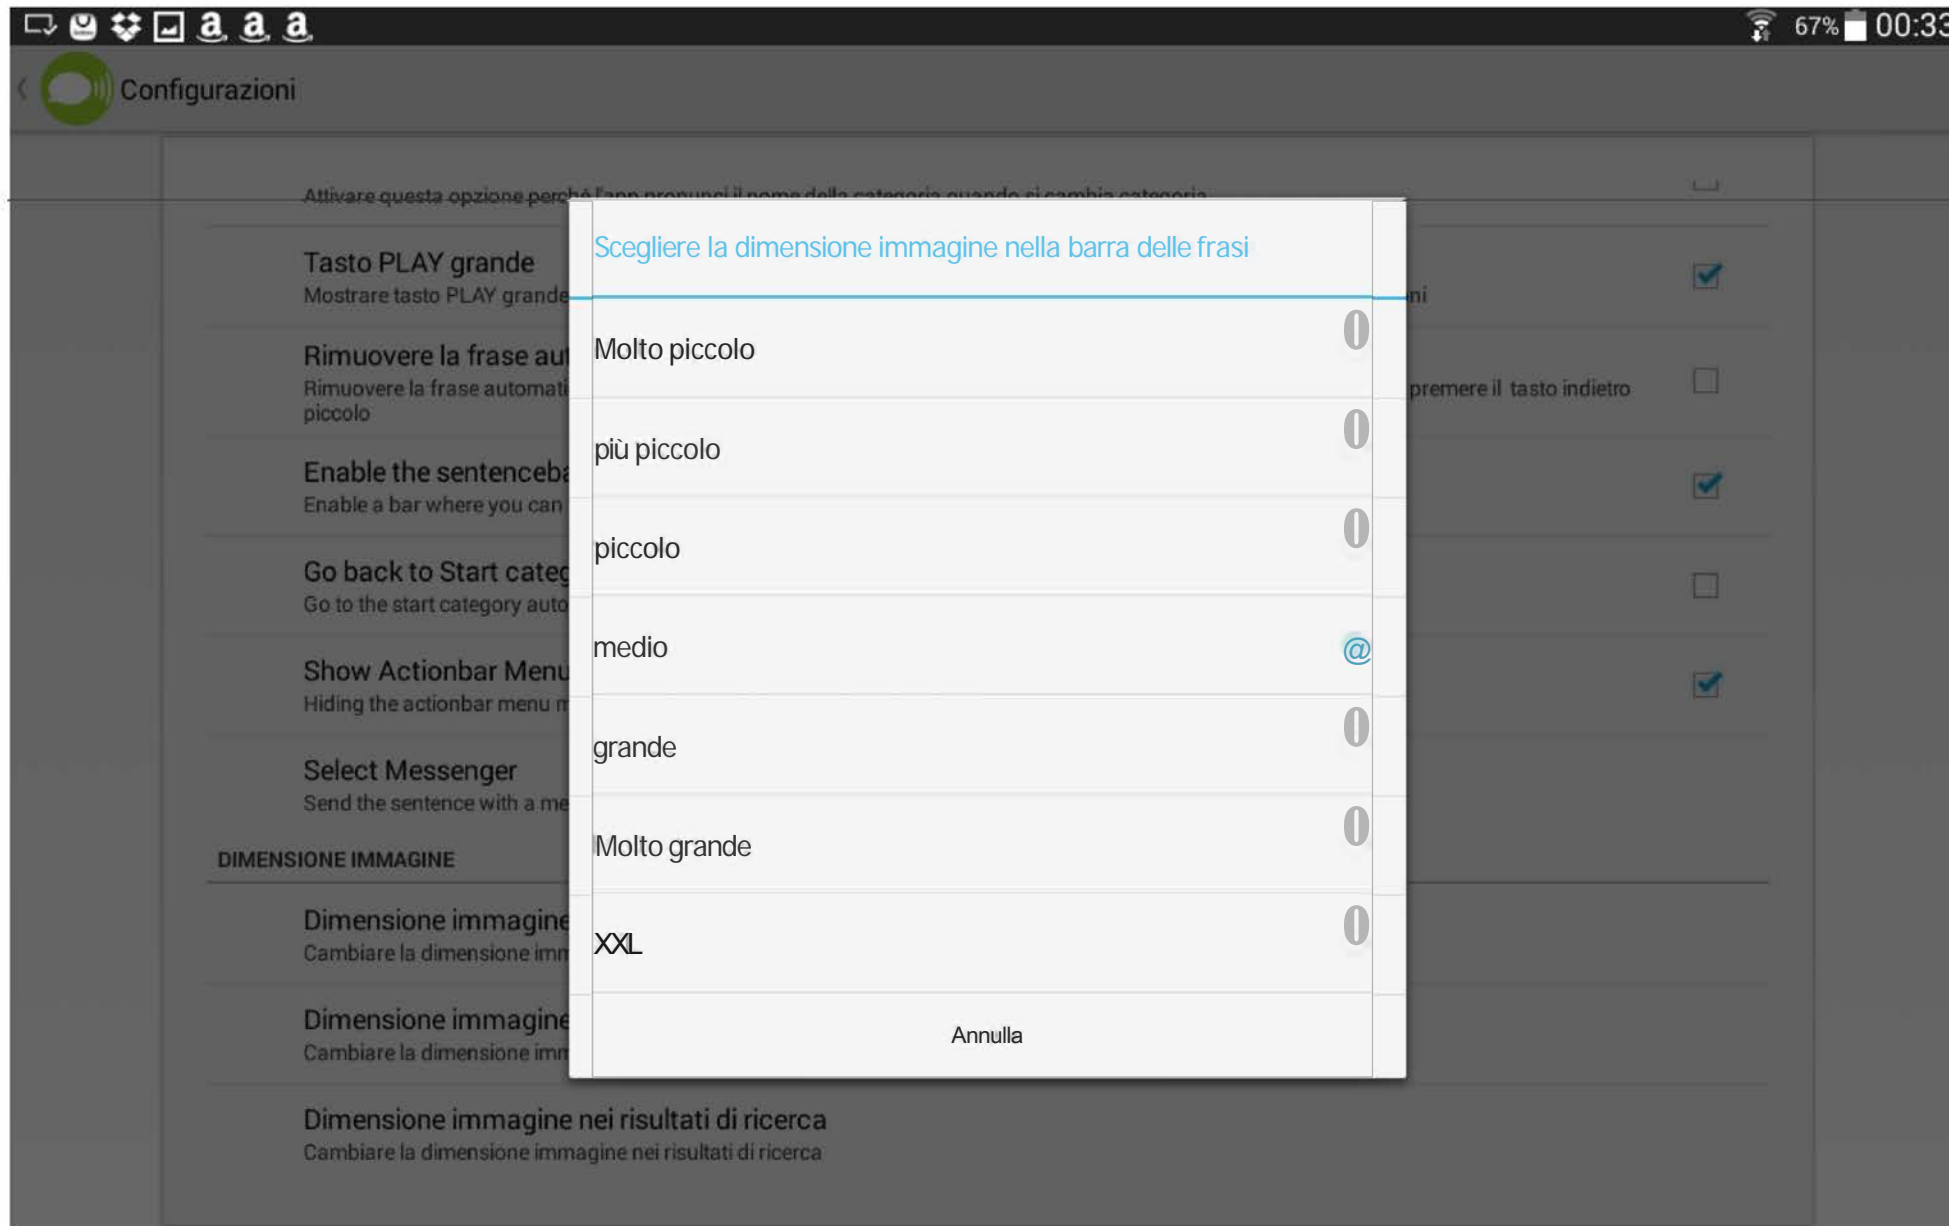 67% 00:33
Configurazioni
Attivare questa opzione perché l'app pronunci il nome della categoria quando si cambia categoria
Scegliere la dimensione immagine nella barra delle frasi
Tasto PLAY grande
Mostrare tasto PLAY grande
ni
Molto piccolo
Rimuovere la frase aut
Rimuovere la frase automati
premere il tasto indietro
piccolo
più piccolo
Enable the sentenceba
Enable a bar where you can
piccolo
Go back to Start categ
Go to the start category auto
medio @
Show Actionbar Menu
Hiding the actionbar menu m
grande
Select Messenger
Send the sentence with a me
Molto grande
DIMENSIONE IMMAGINE
Dimensione immagine
Cambiare la dimensione imm
XXL
Dimensione immagine
Cambiare la dimensione imm
Annulla
Dimensione immagine nei risultati di ricerca
Cambiare la dimensione immagine nei risultati di ricerca